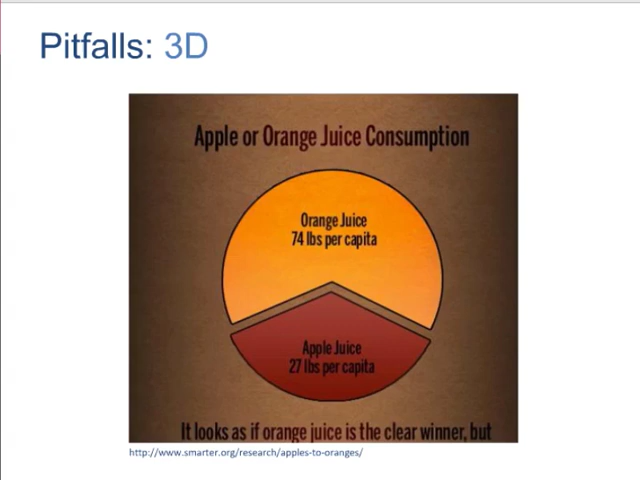 Pitfalls: 3D
Apple or Orange Juice Consumption
Orange Juice
74 lbs per capita
Apple Juice
27 lbs per capita
It looks as if orange juice is the clear winner, but
http://www.smarter.org/research/apples-to-oranges/